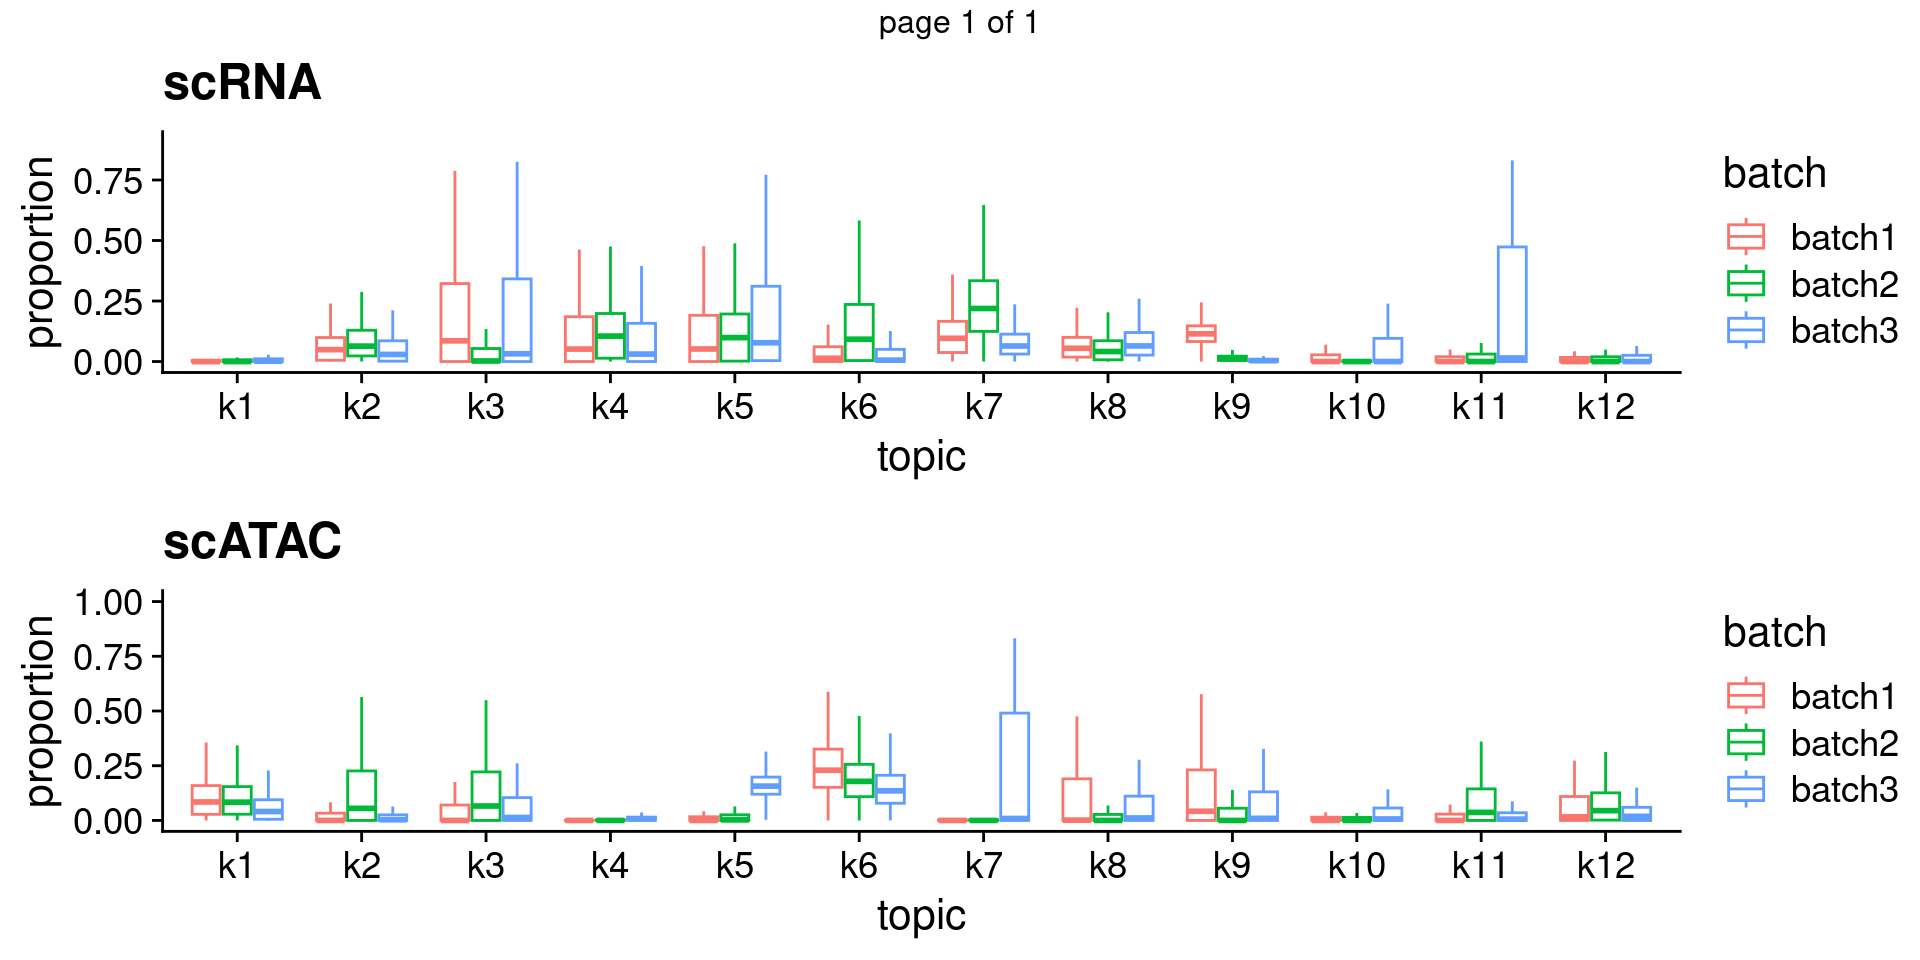 page 1 of 1
scRNA
proportion
0.75
0.50
0.25
0.00
k1 k2 k3 k4 k5 k6 k7 k8 k9 k10 k11 k12
topic
batch
batch1
batch2
batch3
scATAC
proportion
1.00
0.75
0.50
0.25
0.00
k1 k2 k3 k4 k5 k6 k7 k8 k9 k10 k11 k12
topic
batch
batch1
batch2
batch3